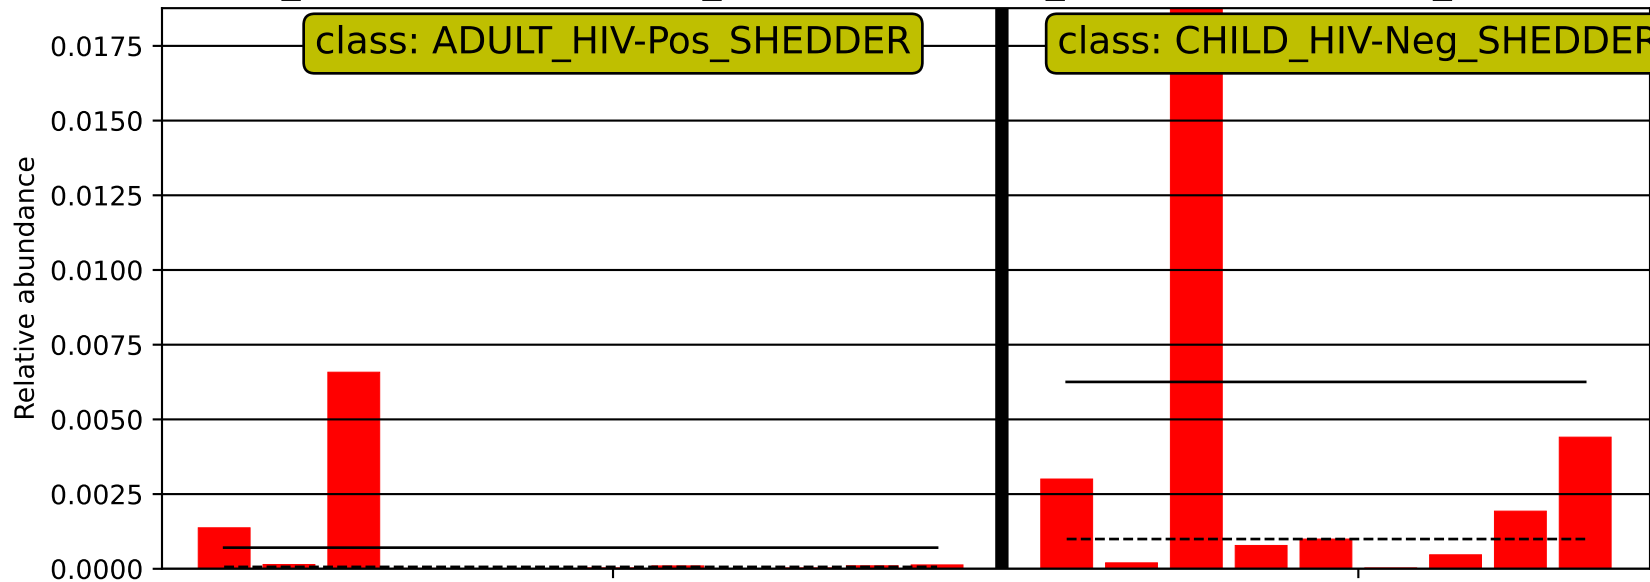 class: ADULT_HIV-Pos_SHEDDER
class: CHILD_HIV-Neg_SHEDDER
Relative abundance
0.0175
0.0150
0.0125
0.0100
0.0075
0.0050
0.0025
0.0000